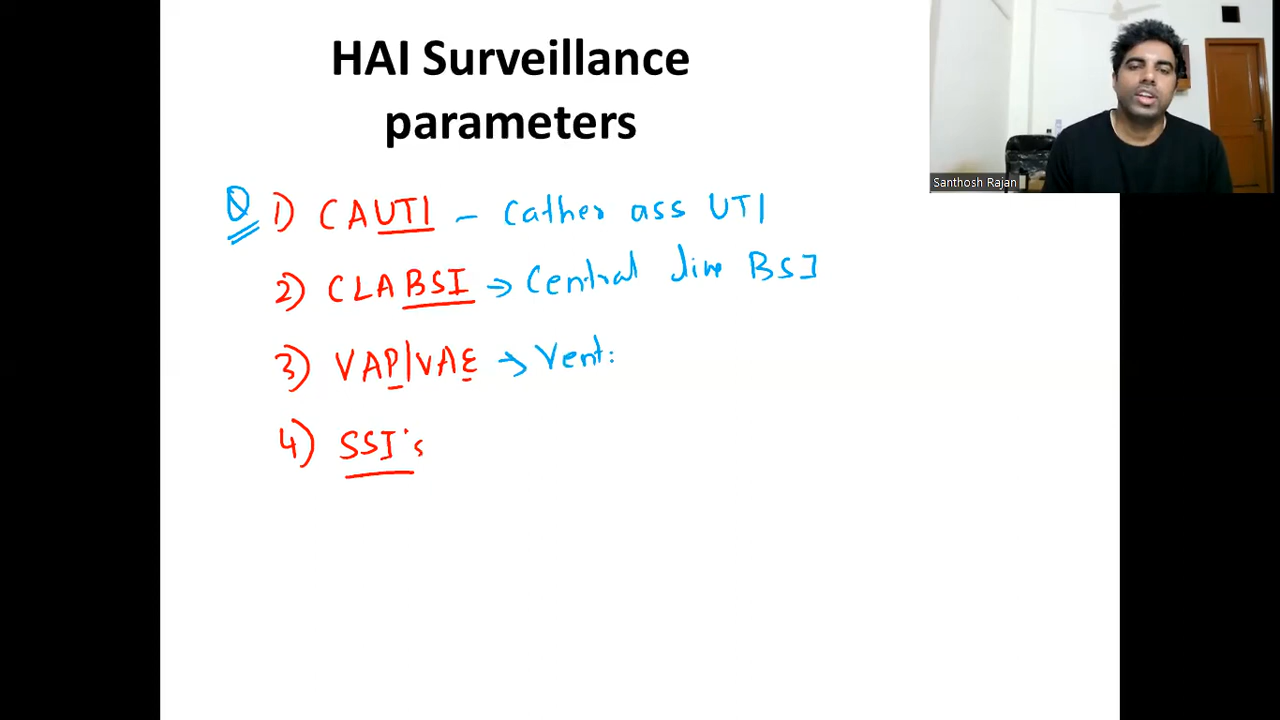 HAI Surveillance
parameters
Santhosh Rajan
Q 1) CAUTI - Cather ass UTI
2) CLABSI → Central line BSI
3) VAP/VAE → Venti
4) SSI's